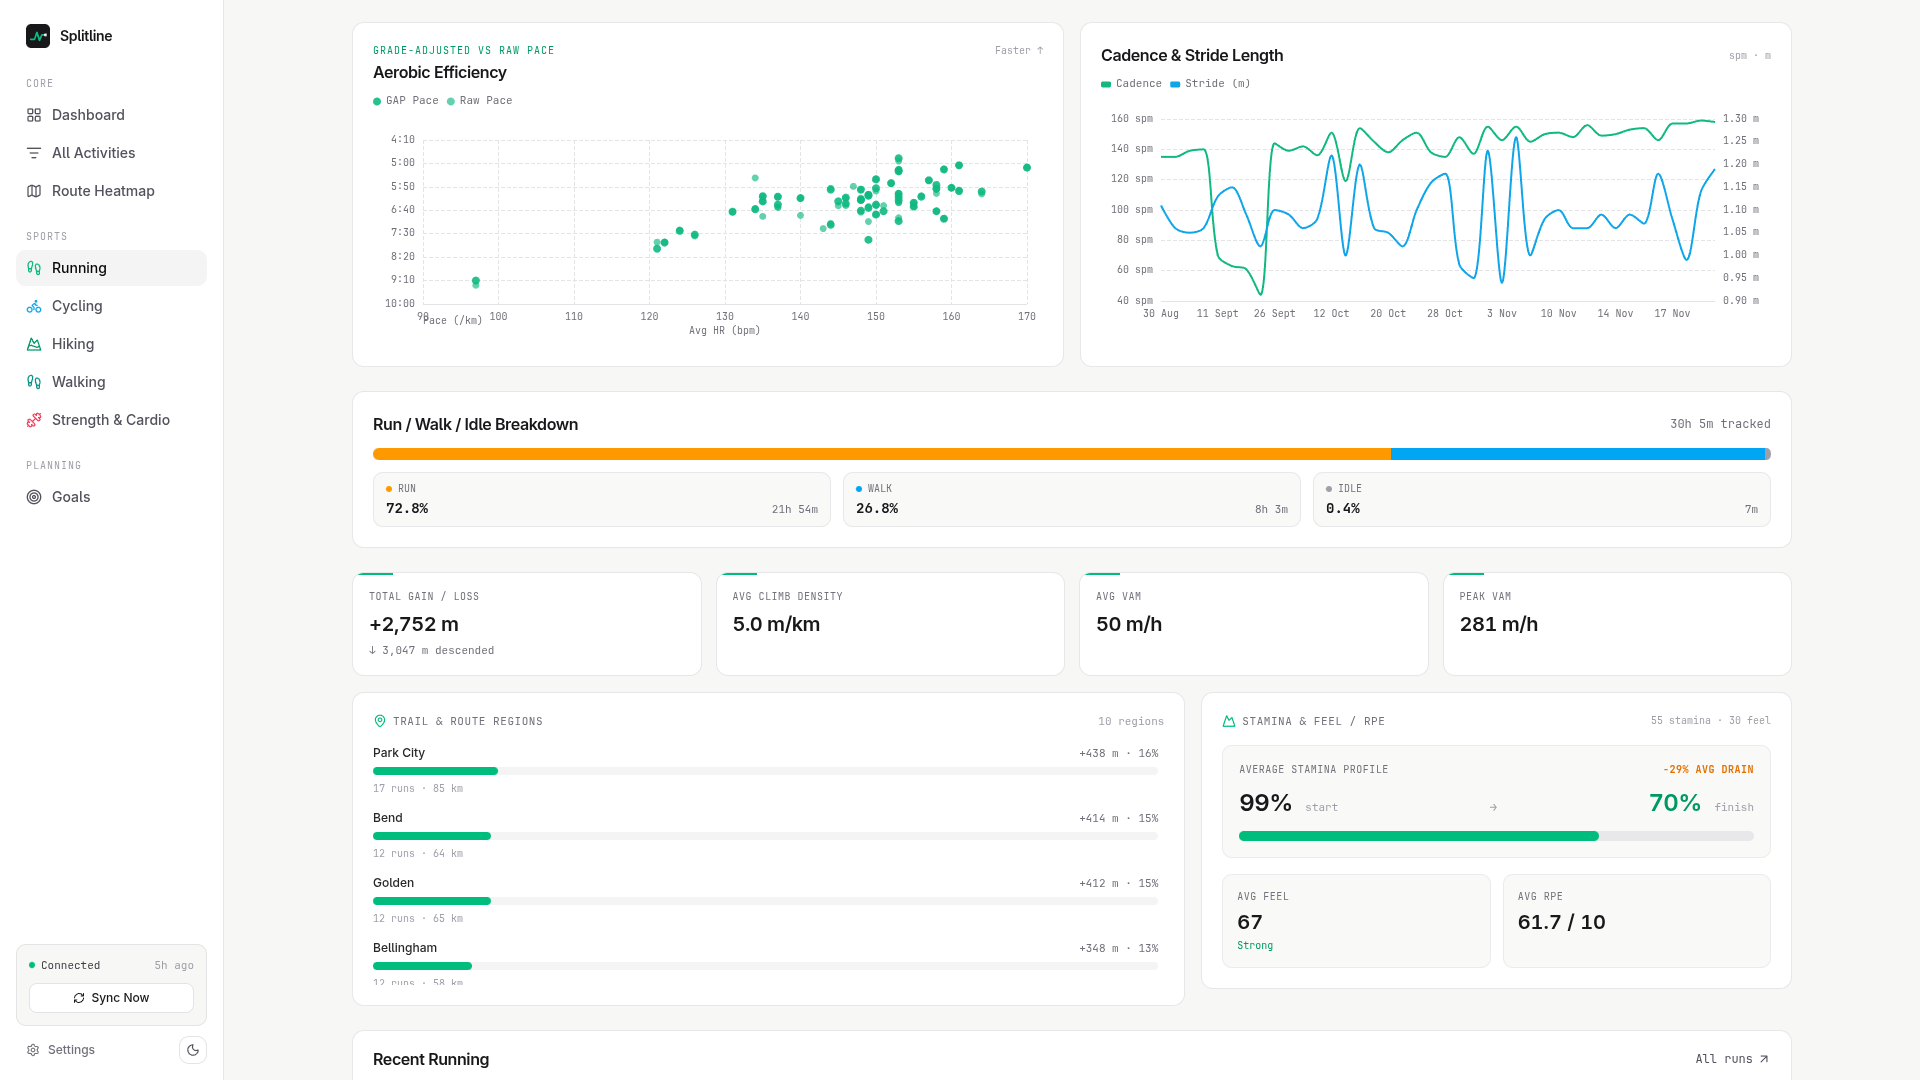 Splitline
CORE
Dashboard
All Activities
Route Heatmap
SPORTS
Running
Cycling
Hiking
Walking
Strength & Cardio
PLANNING
Goals
Connected
5h ago
Sync Now
Settings
GRADE-ADJUSTED VS RAW PACE
Faster ↑
Aerobic Efficiency
GAP Pace
Raw Pace
4:10
5:00
5:50
6:40
7:30
8:20
9:10
10:00
90 100 110 120 130 140 150 160 170
Pace (/km)
Avg HR (bpm)
Cadence & Stride Length
spm · m
Cadence
Stride (m)
160 spm
140 spm
120 spm
100 spm
80 spm
60 spm
40 spm
1.30 m
1.25 m
1.20 m
1.15 m
1.10 m
1.05 m
1.00 m
0.95 m
0.90 m
30 Aug 11 Sept 26 Sept 12 Oct 20 Oct 28 Oct 3 Nov 10 Nov 14 Nov 17 Nov
Run / Walk / Idle Breakdown
30h 5m tracked
RUN
72.8% 21h 54m
WALK
26.8% 8h 3m
IDLE
0.4% 7m
TOTAL GAIN / LOSS
+2,752 m
↓ 3,047 m descended
AVG CLIMB DENSITY
5.0 m/km
AVG VAM
50 m/h
PEAK VAM
281 m/h
TRAIL & ROUTE REGIONS
10 regions
Park City +438 m · 16%
17 runs · 85 km
Bend +414 m · 15%
12 runs · 64 km
Golden +412 m · 15%
12 runs · 65 km
Bellingham +348 m · 13%
12 runs · 58 km
STAMINA & FEEL / RPE
55 stamina · 30 feel
AVERAGE STAMINA PROFILE
-29% AVG DRAIN
99% start → 70% finish
AVG FEEL
67
Strong
AVG RPE
61.7 / 10
Recent Running
All runs ↗